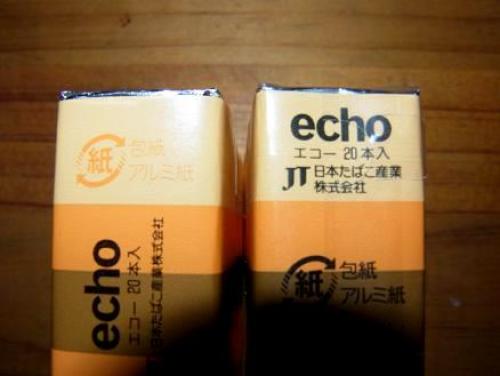 紙
包紙
アルミ紙
echo
エコー 20本入
JT 日本たばこ産業株式会社
echo
エコー 20本入
JT 日本たばこ産業
株式会社
紙
包紙
アルミ紙